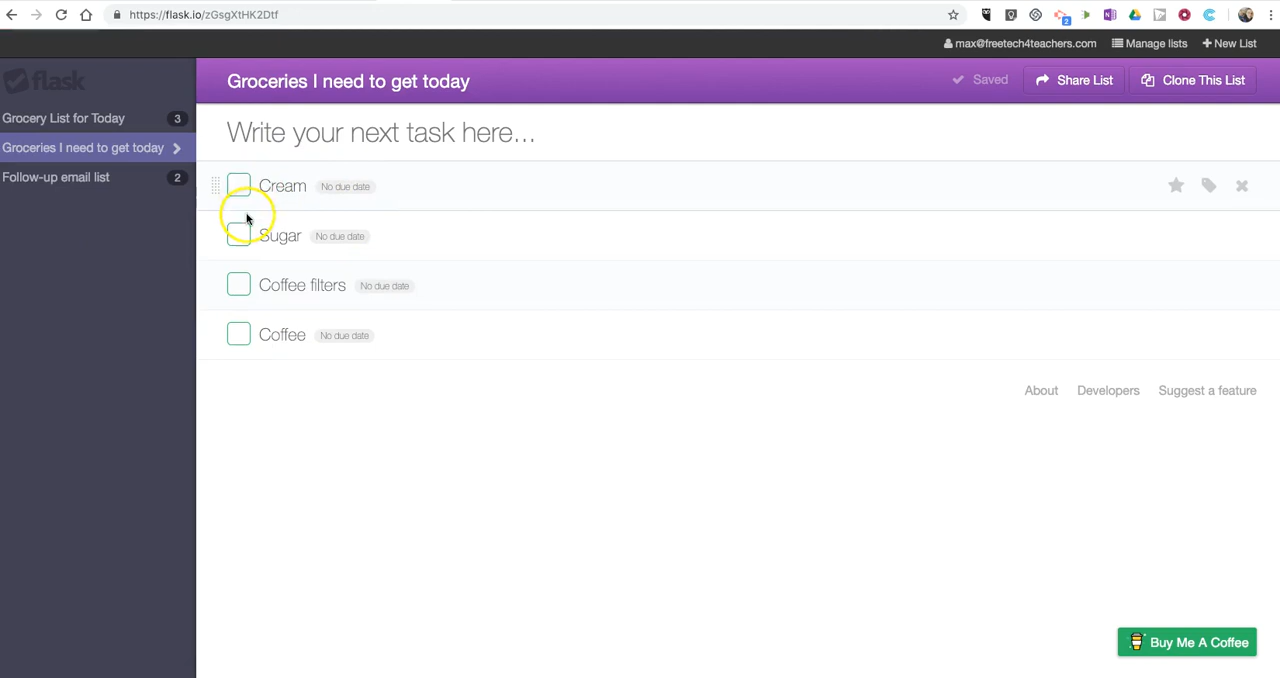 https://flask.io/zGsgXtHK2Dtf
2
max@freetech4teachers.com Manage lists + New List
flask
Groceries I need to get today
Saved
Share List
Clone This List
Grocery List for Today 3
Groceries I need to get today
Follow-up email list 2
Write your next task here...
Cream No due date
Sugar No due date
Coffee filters No due date
Coffee No due date
About Developers Suggest a feature
Buy Me A Coffee